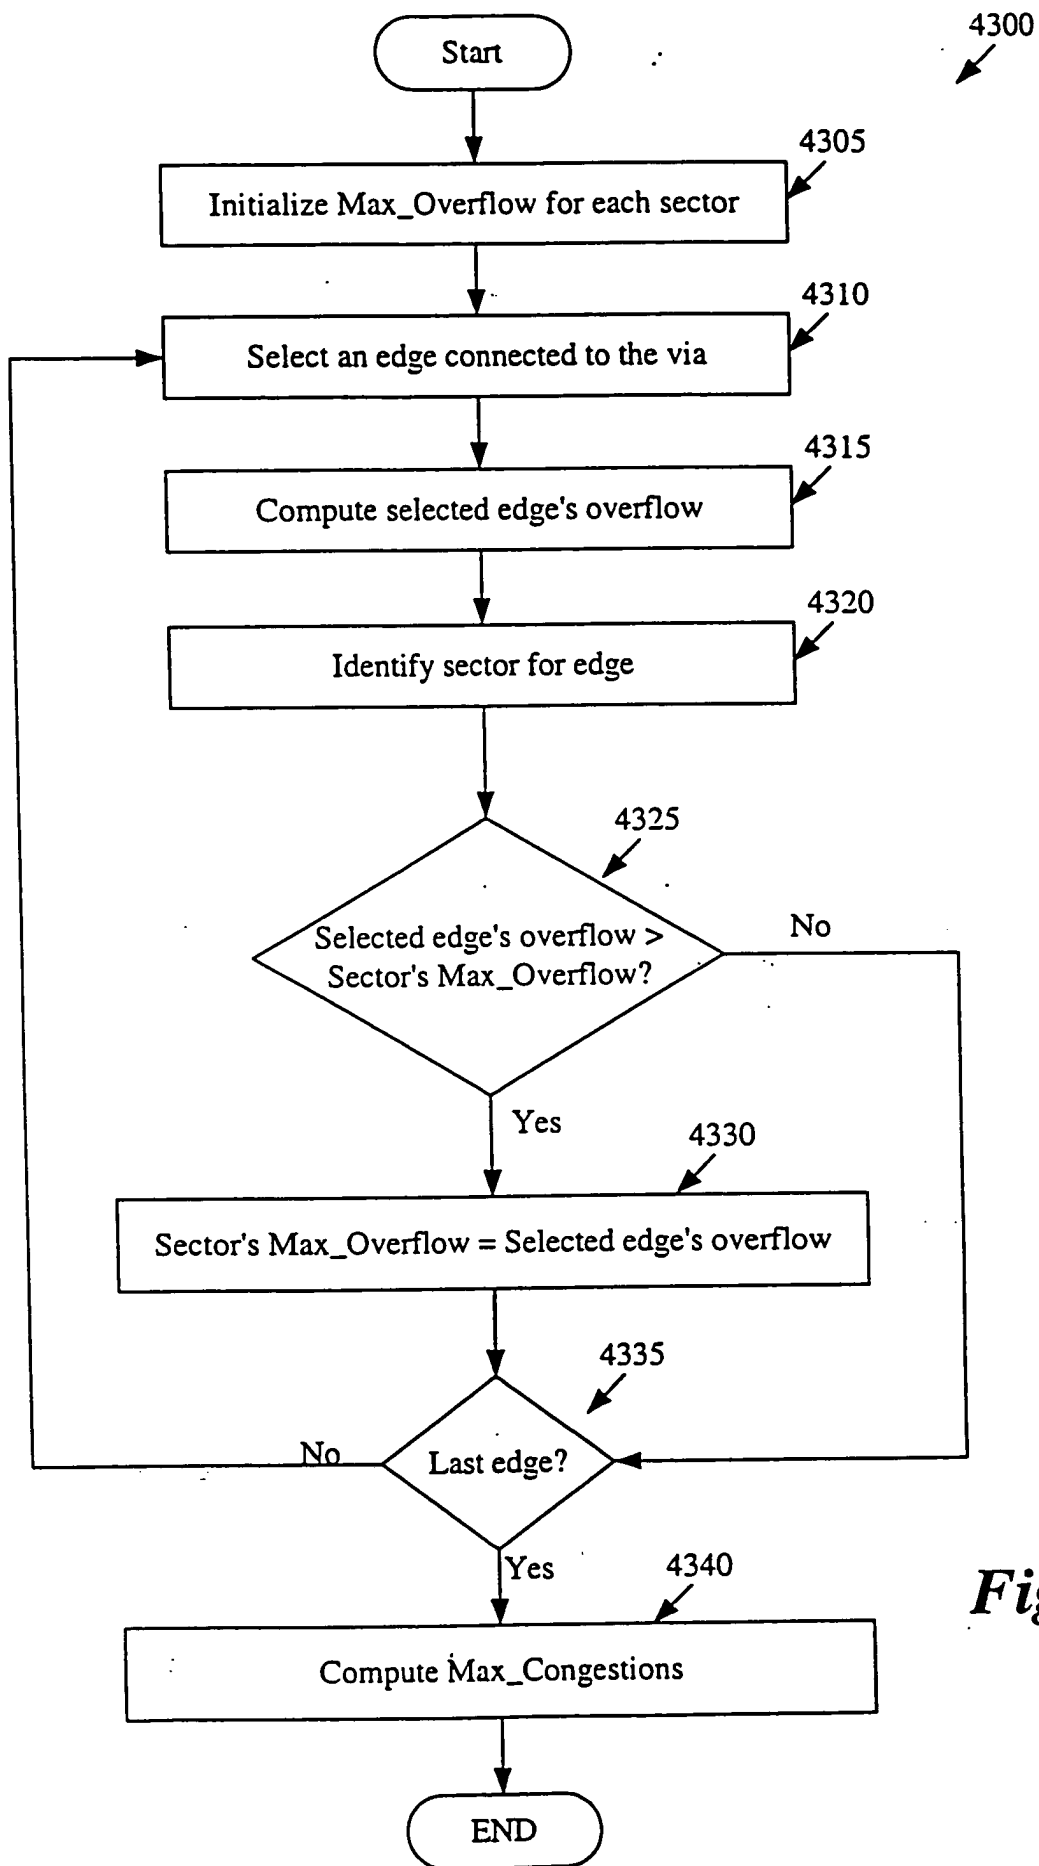 Start
4300
4305
Initialize Max_Overflow for each sector
4310
Select an edge connected to the via
4315
Compute selected edge's overflow
4320
Identify sector for edge
4325
Selected edge's overflow >
Sector's Max_Overflow?
No
Yes
4330
Sector's Max_Overflow = Selected edge's overflow
4335
No
Last edge?
Yes
4340
Compute Max_Congestions
END